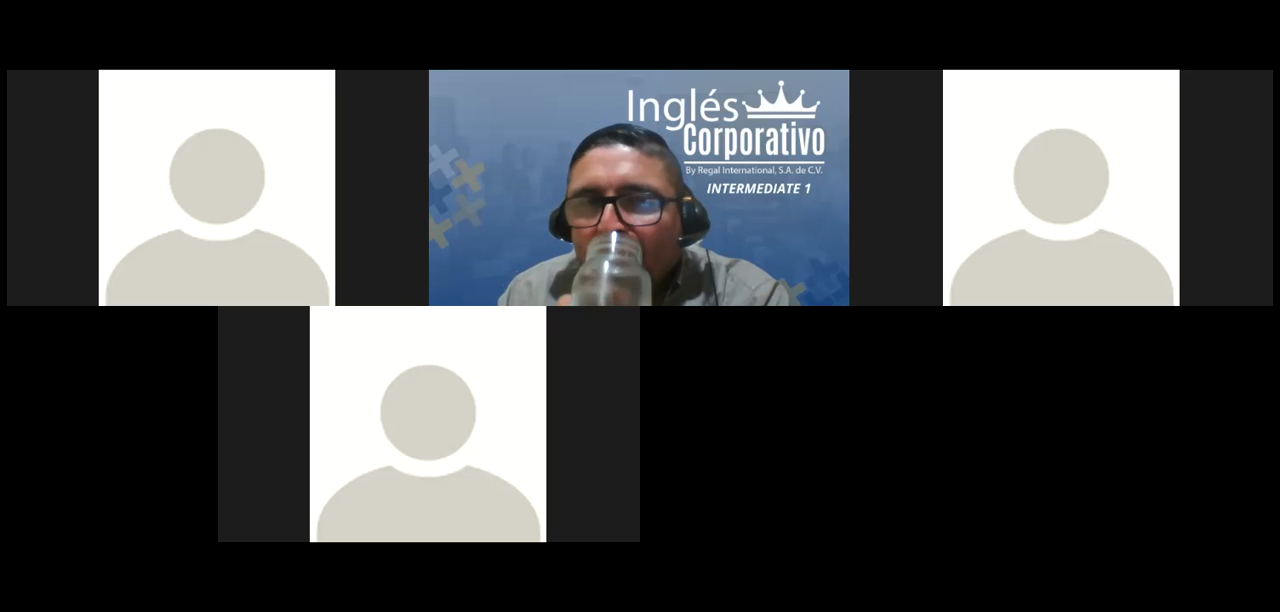 Inglés
Corporativo
By Regal International, S.A. de C.V.
INTERMEDIATE 1